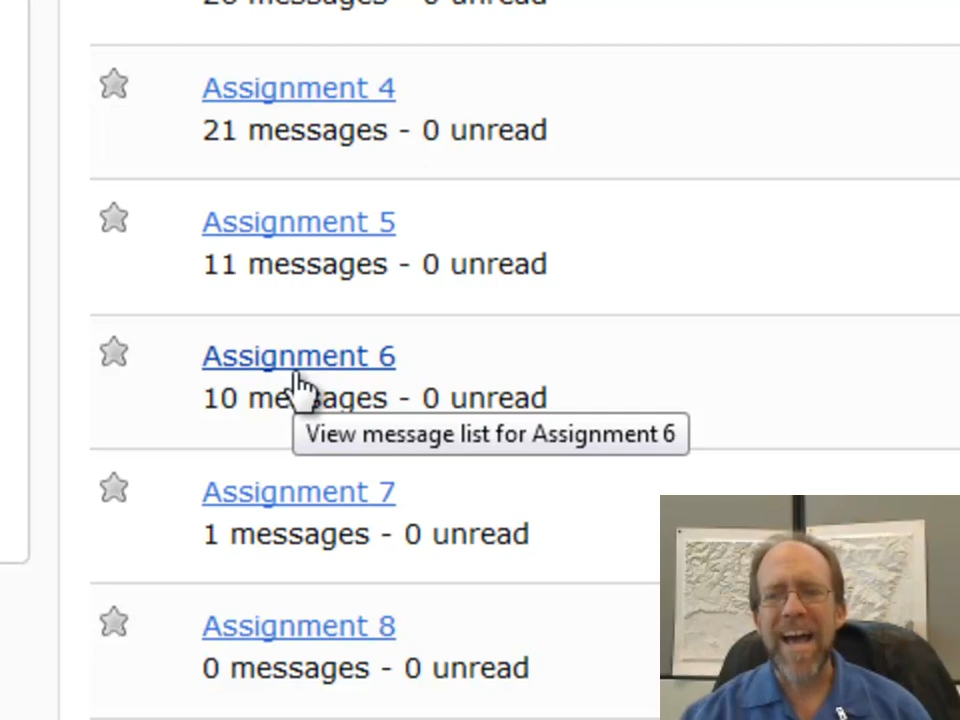 Assignment 4
21 messages - 0 unread
Assignment 5
11 messages - 0 unread
Assignment 6
10 messages - 0 unread
View message list for Assignment 6
Assignment 7
1 messages - 0 unread
Assignment 8
0 messages - 0 unread